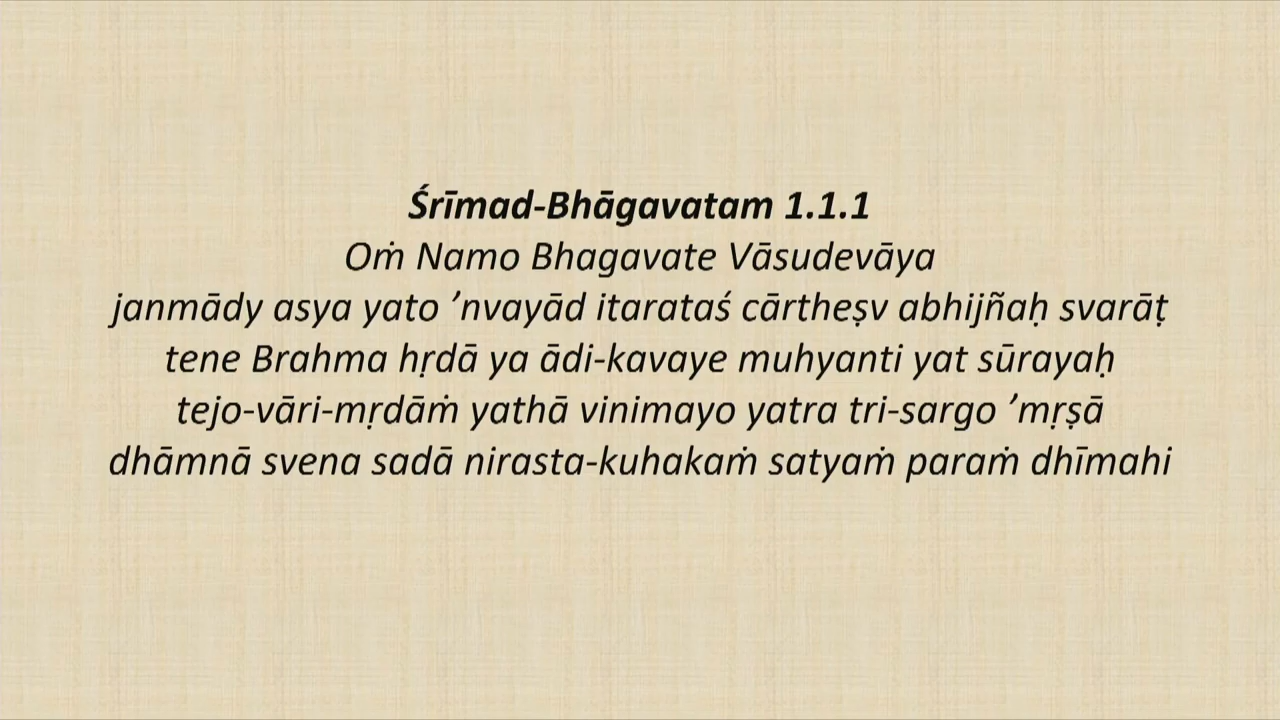 Śrīmad-Bhāgavatam 1.1.1
Oṁ Namo Bhagavate Vāsudevāya
janmādy asya yato ’nvayād itarataś cārtheṣv abhijñaḥ svarāṭ
tene Brahma hṛdā ya ādi-kavaye muhyanti yat sūrayaḥ
tejo-vāri-mṛdāṁ yathā vinimayo yatra tri-sargo ’mṛṣā
dhāmnā svena sadā nirasta-kuhakaṁ satyaṁ paraṁ dhīmahi